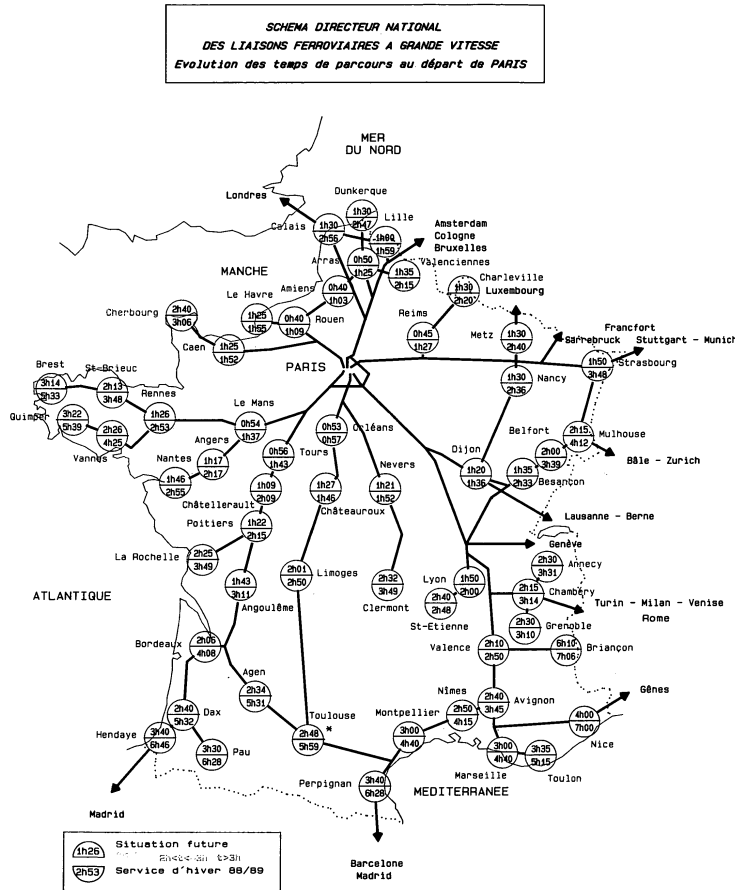 SCHEMA DIRECTEUR NATIONAL
DES LIAISONS FERROVIAIRES A GRANDE VITESSE
Evolution des temps de parcours au départ de PARIS
MER
DU NORD
Dunkerque
1h30
2h47
Londres
Calais
1h30
2h56
Lille
1h00
1h59
Amsterdam
Cologne
Bruxelles
Arras
0h50
1h25
Valenciennes
1h35
2h15
MANCHE
Amiens
0h40
1h03
Charleville
1h30
2h20
Luxembourg
Le Havre
1h25
1h55
Rouen
0h40
1h09
Cherbourg
2h40
3h06
Caen
1h25
1h52
Reims
0h45
1h27
Metz
1h30
2h40
Sarrebruck
Francfort
Stuttgart - Munich
Strasbourg
1h50
3h48
PARIS
Nancy
1h30
2h36
Brest
3h14
5h33
St-Brieuc
2h13
3h48
Rennes
1h26
2h53
Le Mans
0h54
1h37
Quimper
3h22
5h39
Vannes
2h26
4h25
Angers
1h17
2h17
Nantes
1h46
2h55
Orléans
0h53
0h57
Tours
0h56
1h43
Belfort
2h00
3h39
Mulhouse
2h15
4h12
Bâle - Zurich
Dijon
1h20
1h36
Besançon
1h35
2h33
Nevers
1h21
1h52
Châtellerault
1h09
2h09
Châteauroux
1h27
1h46
Lausanne - Berne
Poitiers
1h22
2h15
La Rochelle
2h25
3h49
Genève
Annecy
2h30
3h31
ATLANTIQUE
Limoges
2h01
2h50
Clermont
2h32
3h49
Lyon
1h50
2h00
St-Etienne
2h40
2h48
Chambéry
2h15
3h14
Turin - Milan - Venise
Rome
Grenoble
2h30
3h10
Angoulême
1h43
3h11
Bordeaux
2h06
4h08
Valence
2h10
2h50
Briançon
6h10
7h06
Agen
2h34
5h31
Nîmes
2h50
4h15
Avignon
2h40
3h45
Gênes
Dax
2h40
5h32
Toulouse
2h48 *
5h59
Montpellier
3h00
4h40
Nice
4h00
7h00
Hendaye
3h40
6h46
Pau
3h30
6h28
Marseille
3h00
4h40
Toulon
3h35
5h15
Perpignan
3h40
6h28
MEDITERRANEE
Madrid
Barcelone
Madrid
1h26
2h53
Situation future
2h<t<3h t>3h
Service d'hiver 88/89